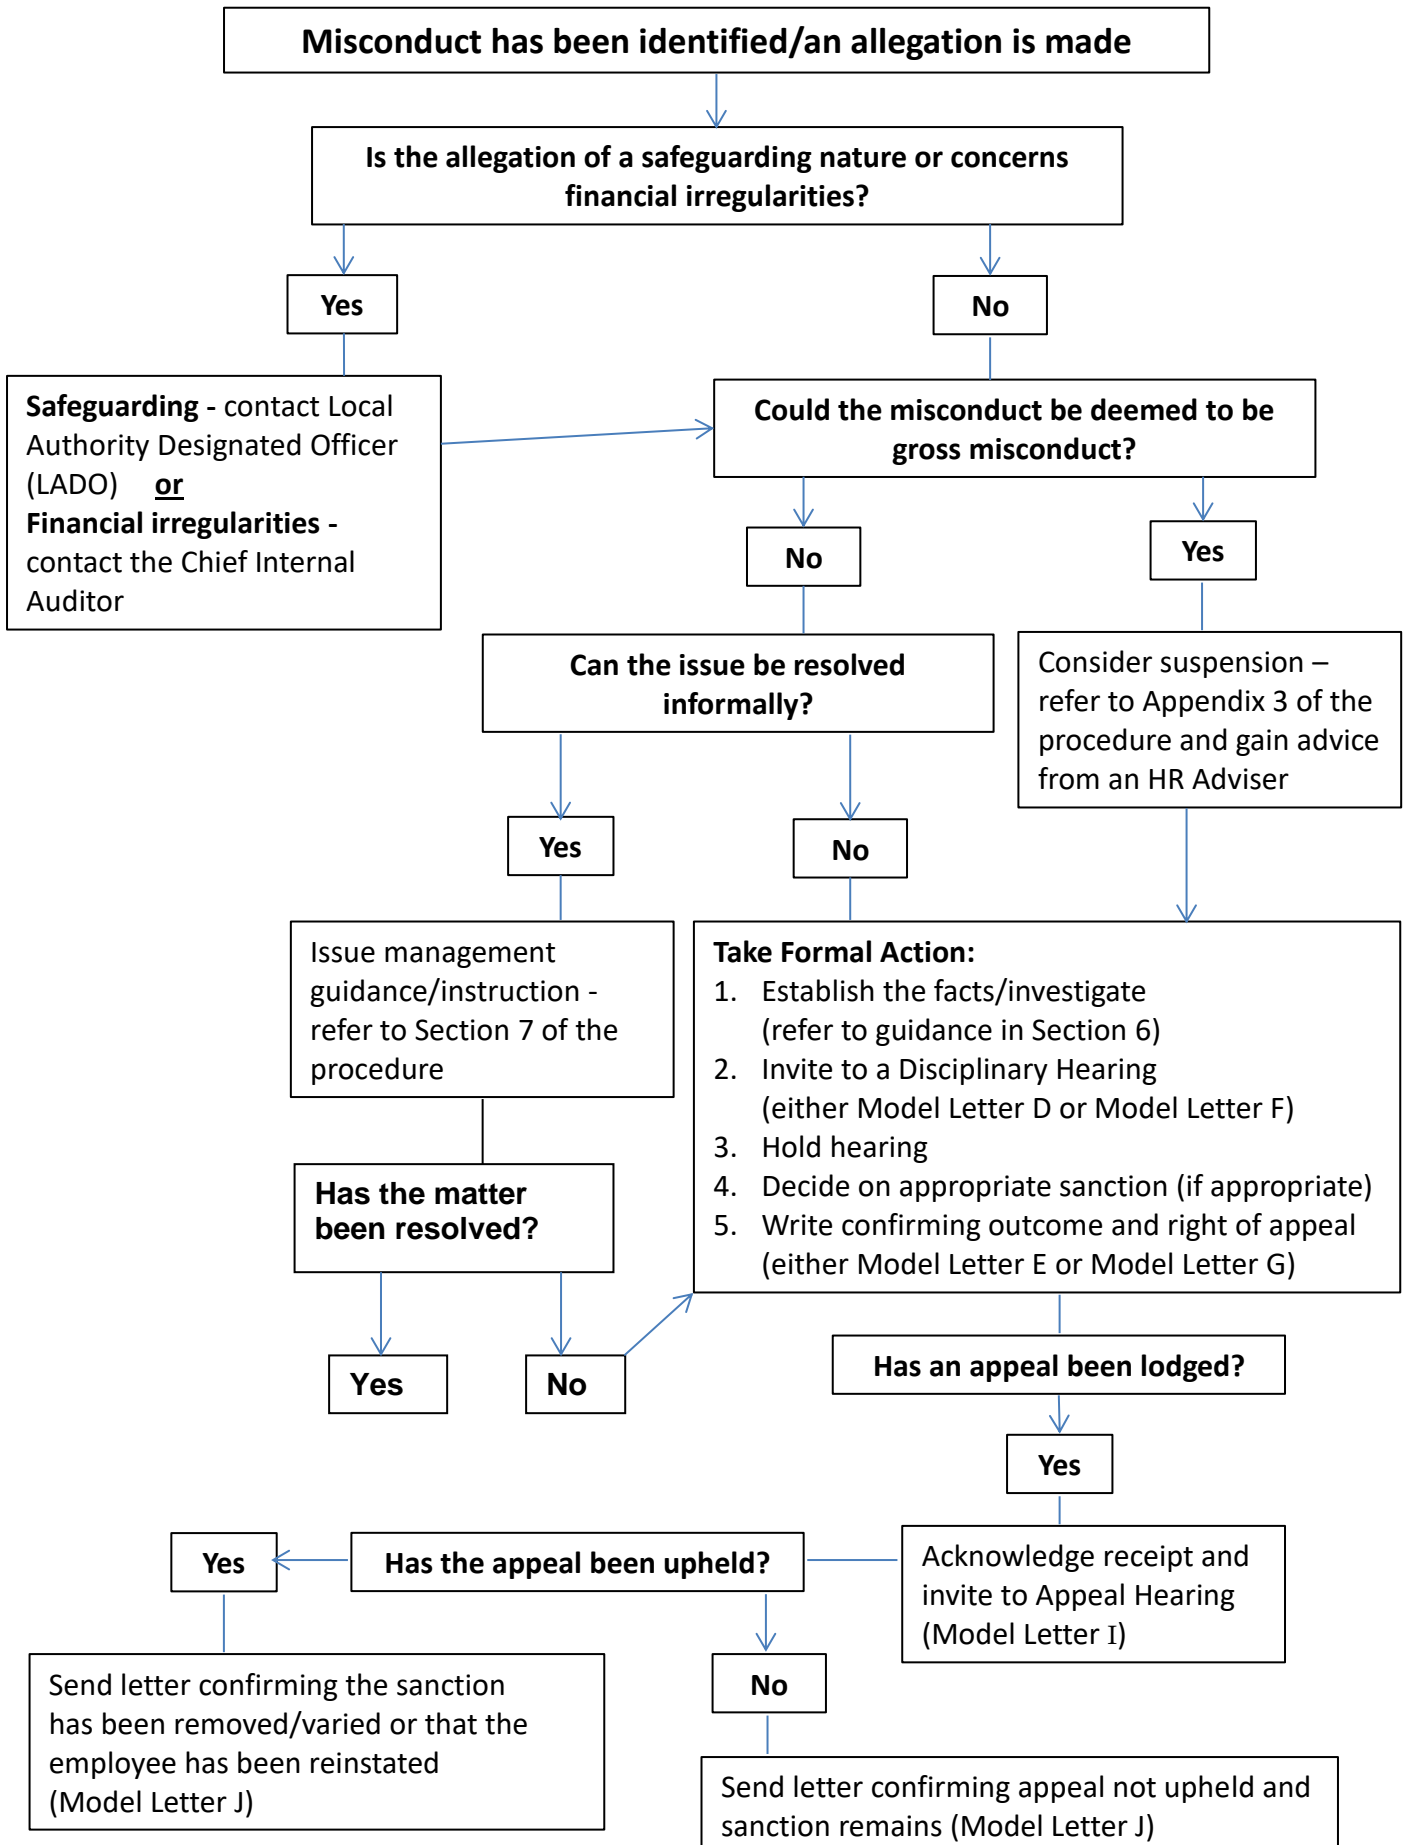 Misconduct has been identified/an allegation is made
Is the allegation of a safeguarding nature or concerns
financial irregularities?
Yes
No
Safeguarding - contact Local
Authority Designated Officer
(LADO) or
Financial irregularities -
contact the Chief Internal
Auditor
Could the misconduct be deemed to be
gross misconduct?
No
Yes
Can the issue be resolved
informally?
Consider suspension –
refer to Appendix 3 of the
procedure and gain advice
from an HR Adviser
Yes
No
Issue management
guidance/instruction -
refer to Section 7 of the
procedure
Take Formal Action:
1. Establish the facts/investigate
(refer to guidance in Section 6)
2. Invite to a Disciplinary Hearing
(either Model Letter D or Model Letter F)
3. Hold hearing
4. Decide on appropriate sanction (if appropriate)
5. Write confirming outcome and right of appeal
(either Model Letter E or Model Letter G)
Has the matter
been resolved?
Yes
No
Has an appeal been lodged?
Yes
Acknowledge receipt and
invite to Appeal Hearing
(Model Letter I)
Has the appeal been upheld?
Yes
No
Send letter confirming the sanction
has been removed/varied or that the
employee has been reinstated
(Model Letter J)
Send letter confirming appeal not upheld and
sanction remains (Model Letter J)